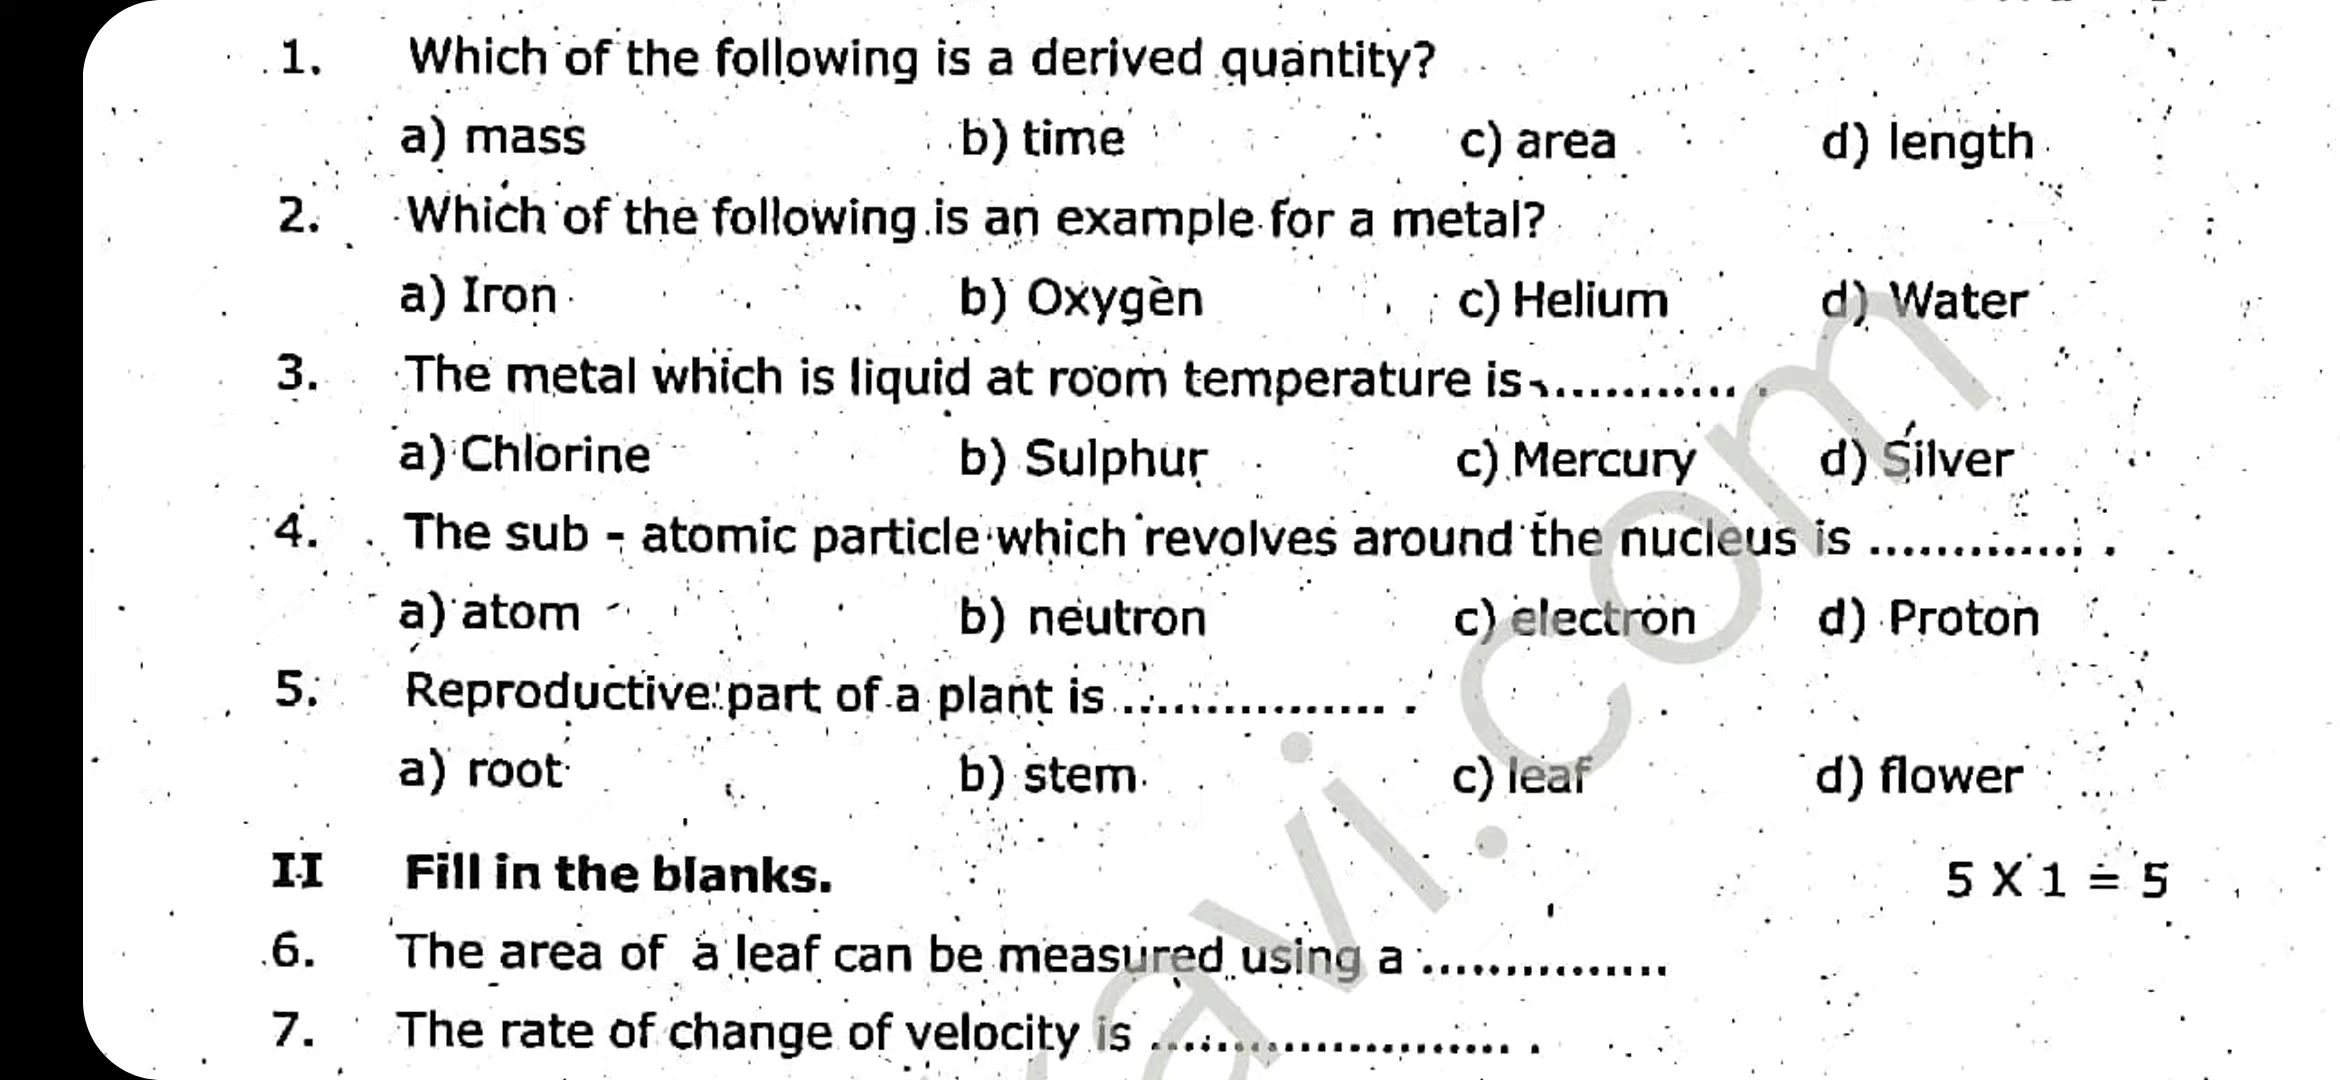 1. Which of the following is a derived quantity?
a) mass b) time c) area d) length
2. Which of the following is an example for a metal?
a) Iron b) Oxygen c) Helium d) Water
3. The metal which is liquid at room temperature is ............. .
a) Chlorine b) Sulphur c) Mercury d) Silver
4. The sub - atomic particle which revolves around the nucleus is ............. .
a) atom b) neutron c) electron d) Proton
5. Reproductive part of a plant is ................ .
a) root b) stem c) leaf d) flower
II Fill in the blanks. 5 X 1 = 5
6. The area of a leaf can be measured using a ...............
7. The rate of change of velocity is ...................... .
avi.com